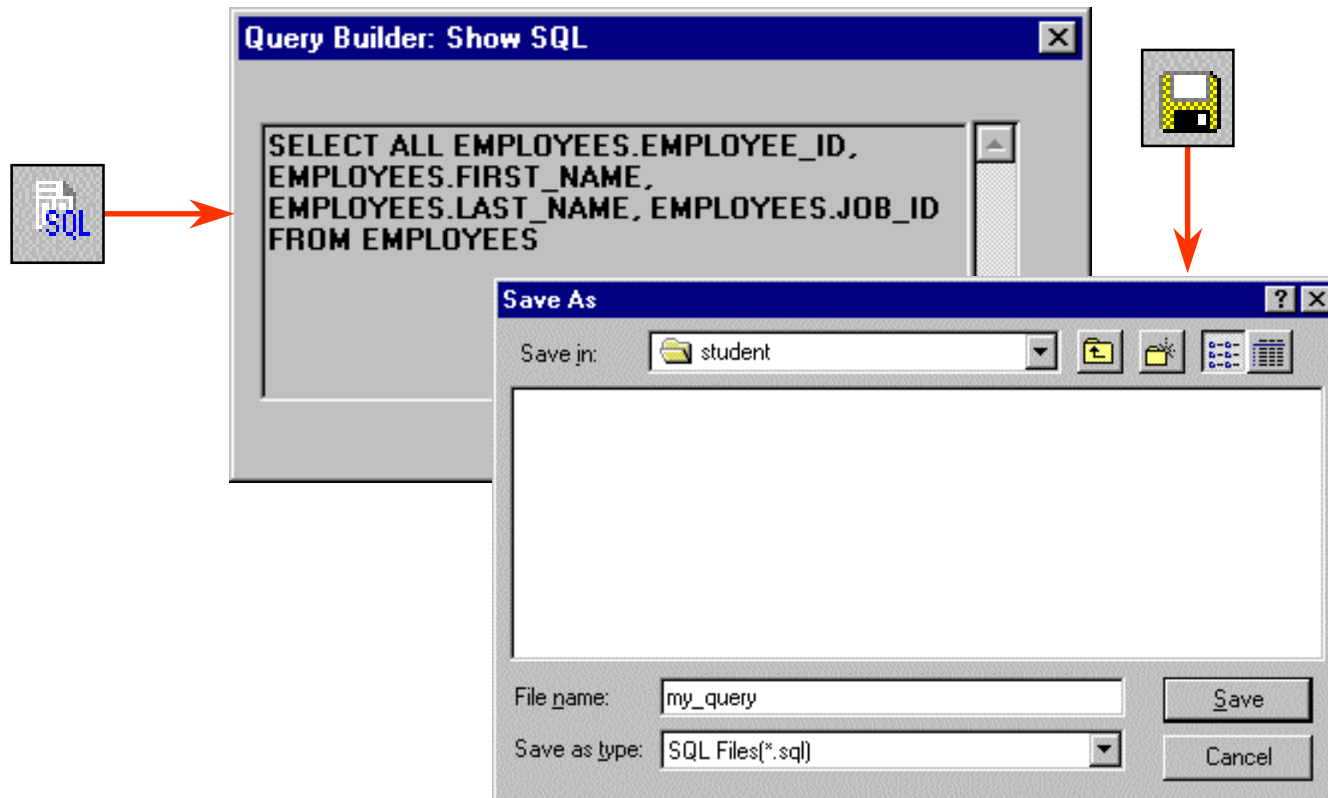 Query Builder: Show SQL
SQL
SELECT ALL EMPLOYEES.EMPLOYEE_ID,
EMPLOYEES.FIRST_NAME,
EMPLOYEES.LAST_NAME, EMPLOYEES.JOB_ID
FROM EMPLOYEES
Save As
?
Save in:
student
File name:
my_query
Save
Save as type:
SQL Files(*.sql)
Cancel